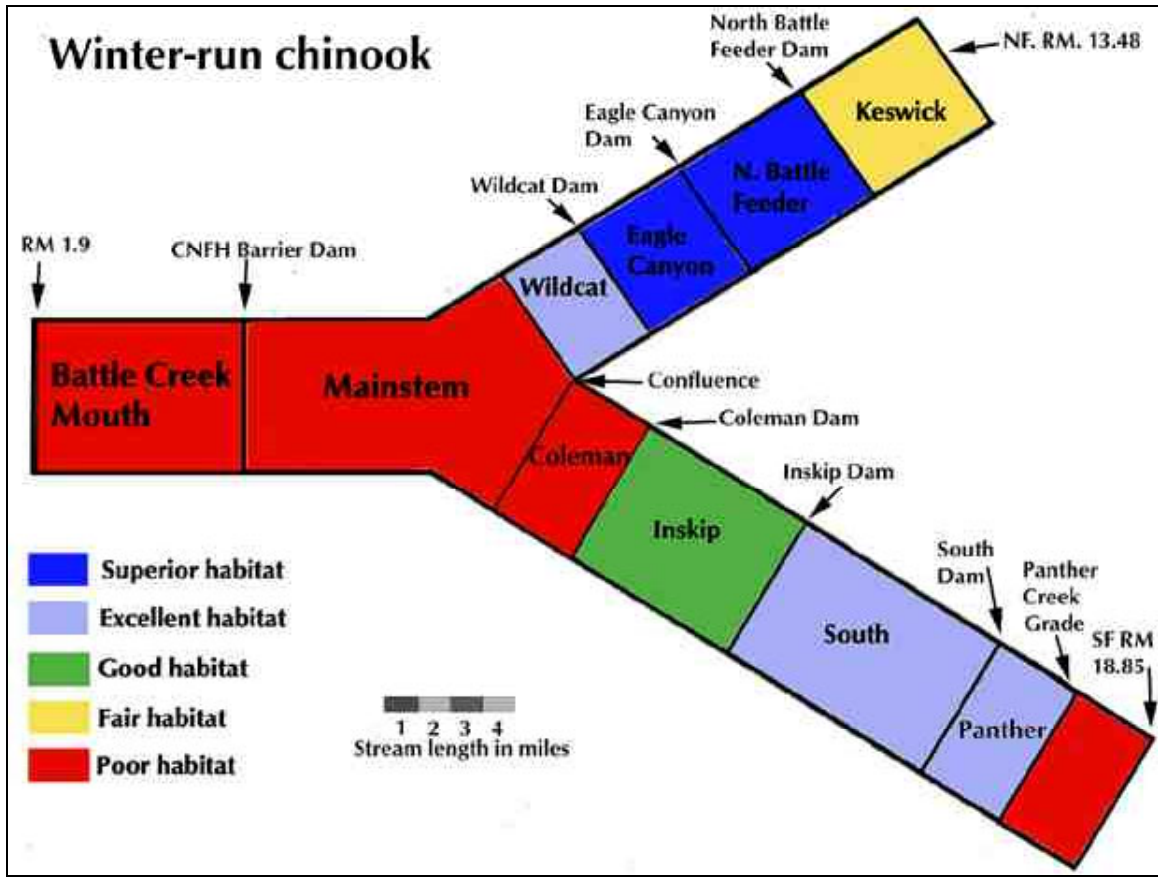 Winter-run chinook
North Battle
Feeder Dam
NF. RM. 13.48
Keswick
Eagle Canyon
Dam
N. Battle
Feeder
Wildcat Dam
Eagle
Canyon
RM 1.9
CNFH Barrier Dam
Wildcat
Battle Creek
Mouth
Mainstem
Confluence
Coleman Dam
Coleman
Inskip Dam
Inskip
South
Dam
Panther
Creek
Grade
SF RM
18.85
South
Panther
Superior habitat
Excellent habitat
Good habitat
Fair habitat
Poor habitat
1 2 3 4
Stream length in miles